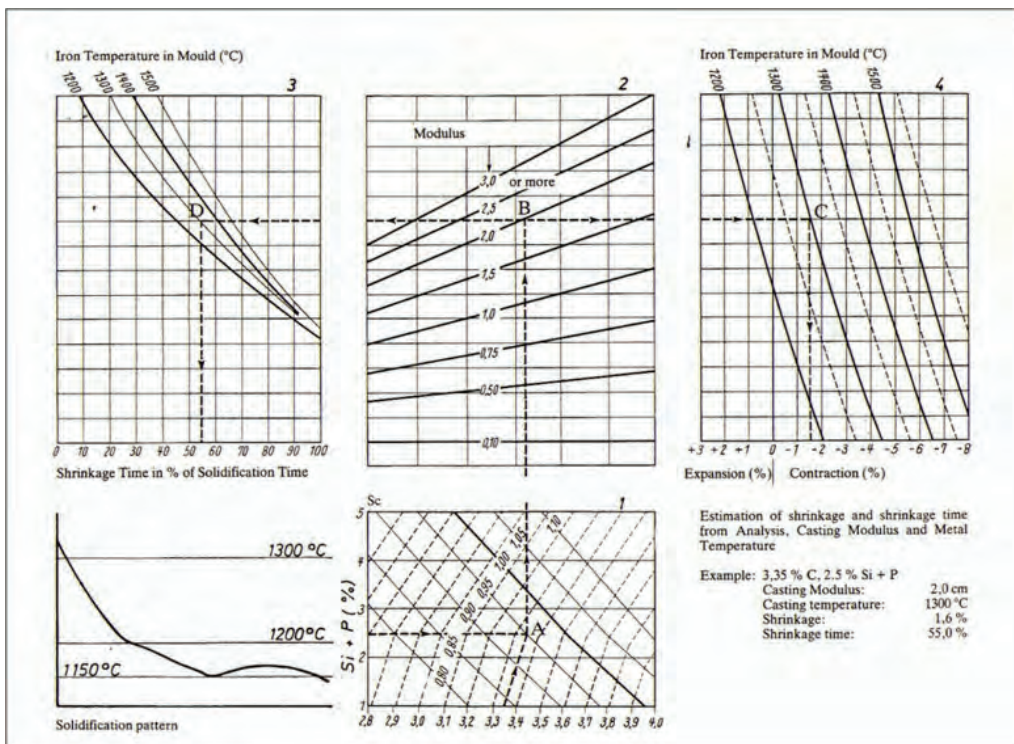 Iron Temperature in Mould (°C)
1200 1300 1400 1500
3
0 10 20 30 40 50 60 70 80 90 100
Shrinkage Time in % of Solidification Time
D
2
Modulus
3,0 or more
2,5
2,0
1,5
1,0
0,75
0,50
0,10
B
Iron Temperature in Mould (°C)
1200 1300 1400 1500
4
C
+3 +2 +1 0 -1 -2 -3 -4 -5 -6 -7 -8
Expansion (%) Contraction (%)
1300 °C
1200°C
1150 °C
Solidification pattern
Sc
1
5
4
3
2
1
Si + P (%)
0,80 0,85 0,90 0,95 1,00 1,05 1,10
A
2,8 2,9 3,0 3,1 3,2 3,3 3,4 3,5 3,6 3,7 3,8 3,9 4,0
Estimation of shrinkage and shrinkage time
from Analysis, Casting Modulus and Metal
Temperature
Example: 3,35 % C, 2.5 % Si + P
Casting Modulus: 2,0 cm
Casting temperature: 1300 °C
Shrinkage: 1,6 %
Shrinkage time: 55,0 %